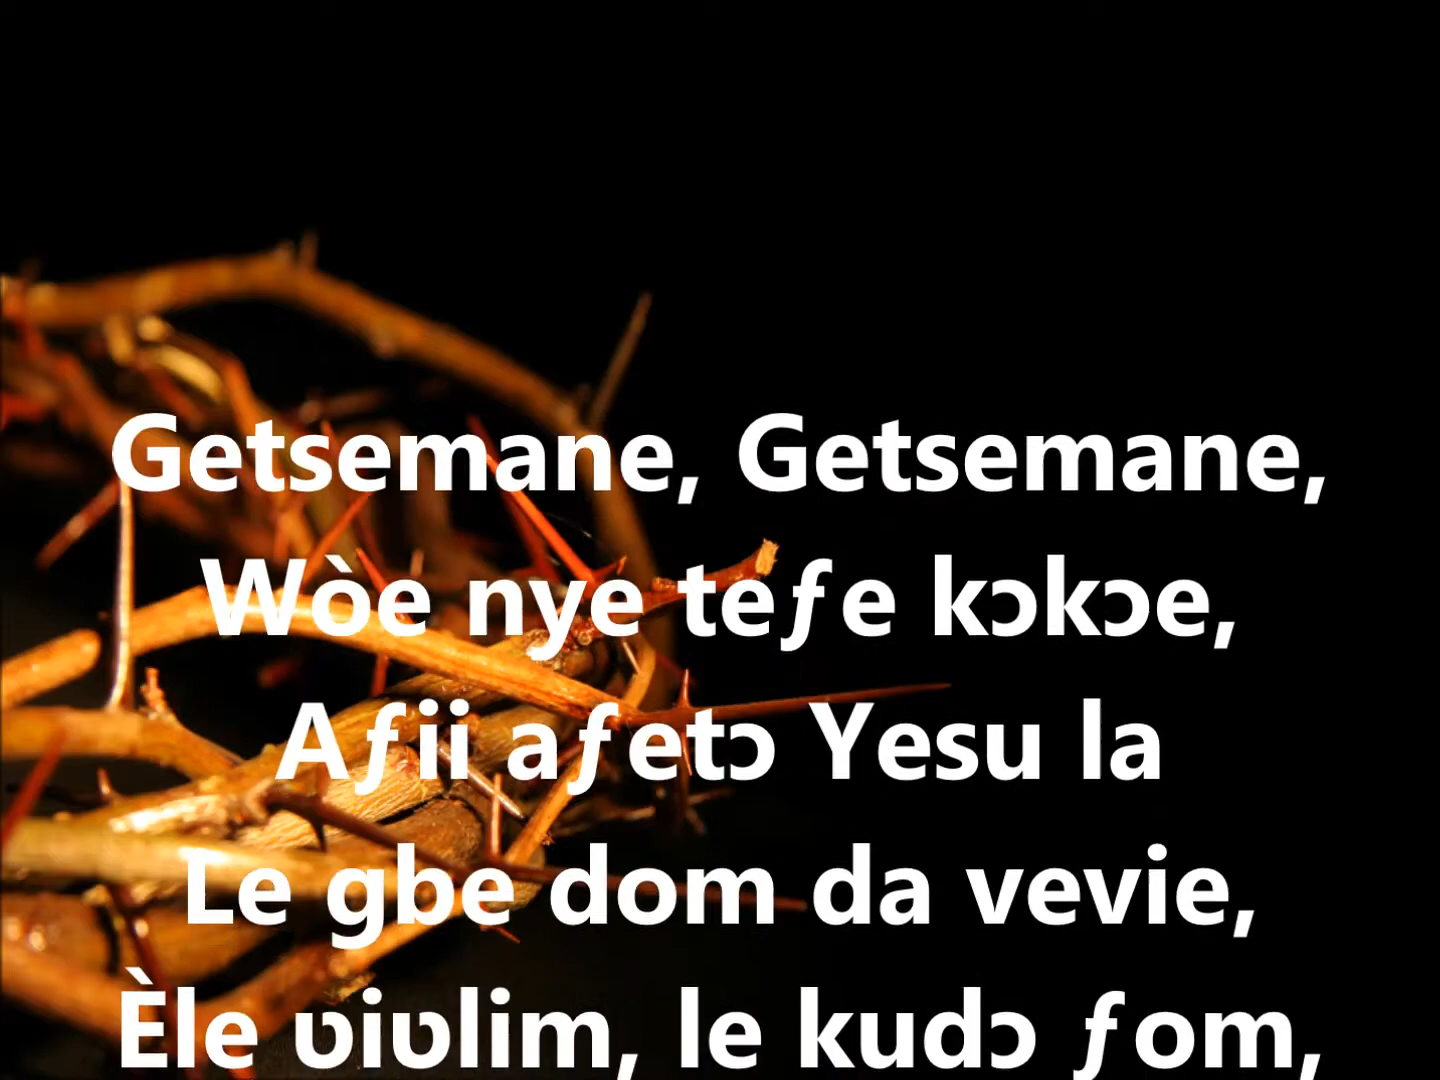 Getsemane, Getsemane,
Wòe nye teƒe kɔkɔe,
Aƒii aƒetɔ Yesu la
Le gbe dom da vevie,
Èle ʋiʋlim, le kudɔ ƒom,